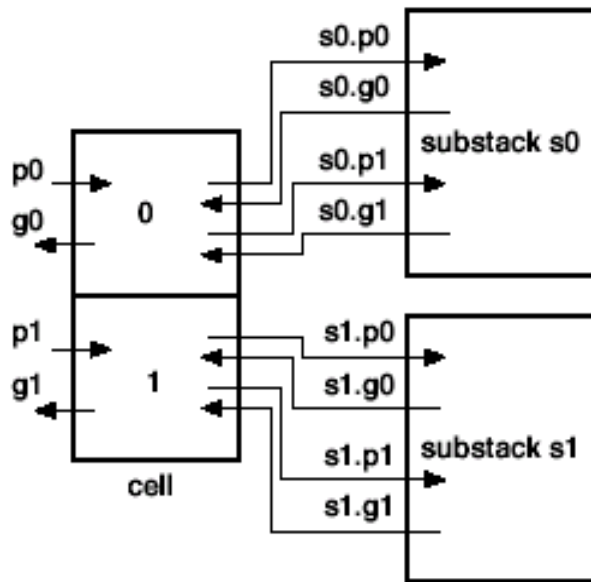 s0.p0
s0.g0
substack s0
p0
s0.p1
0
g0
s0.g1
p1
s1.p0
1
g1
s1.g0
substack s1
s1.p1
cell
s1.g1